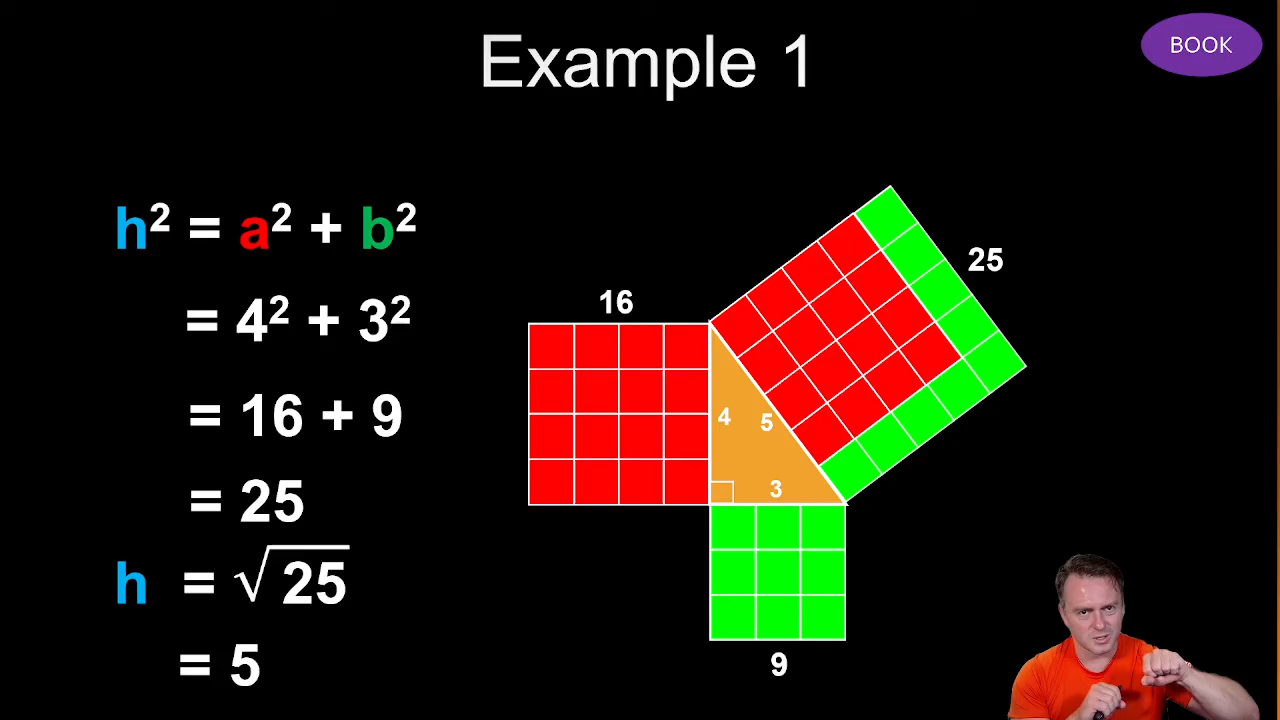 Example 1
BOOK
h² = a² + b²
= 4² + 3²
= 16 + 9
= 25
h = √25
= 5
16
25
4
5
3
9